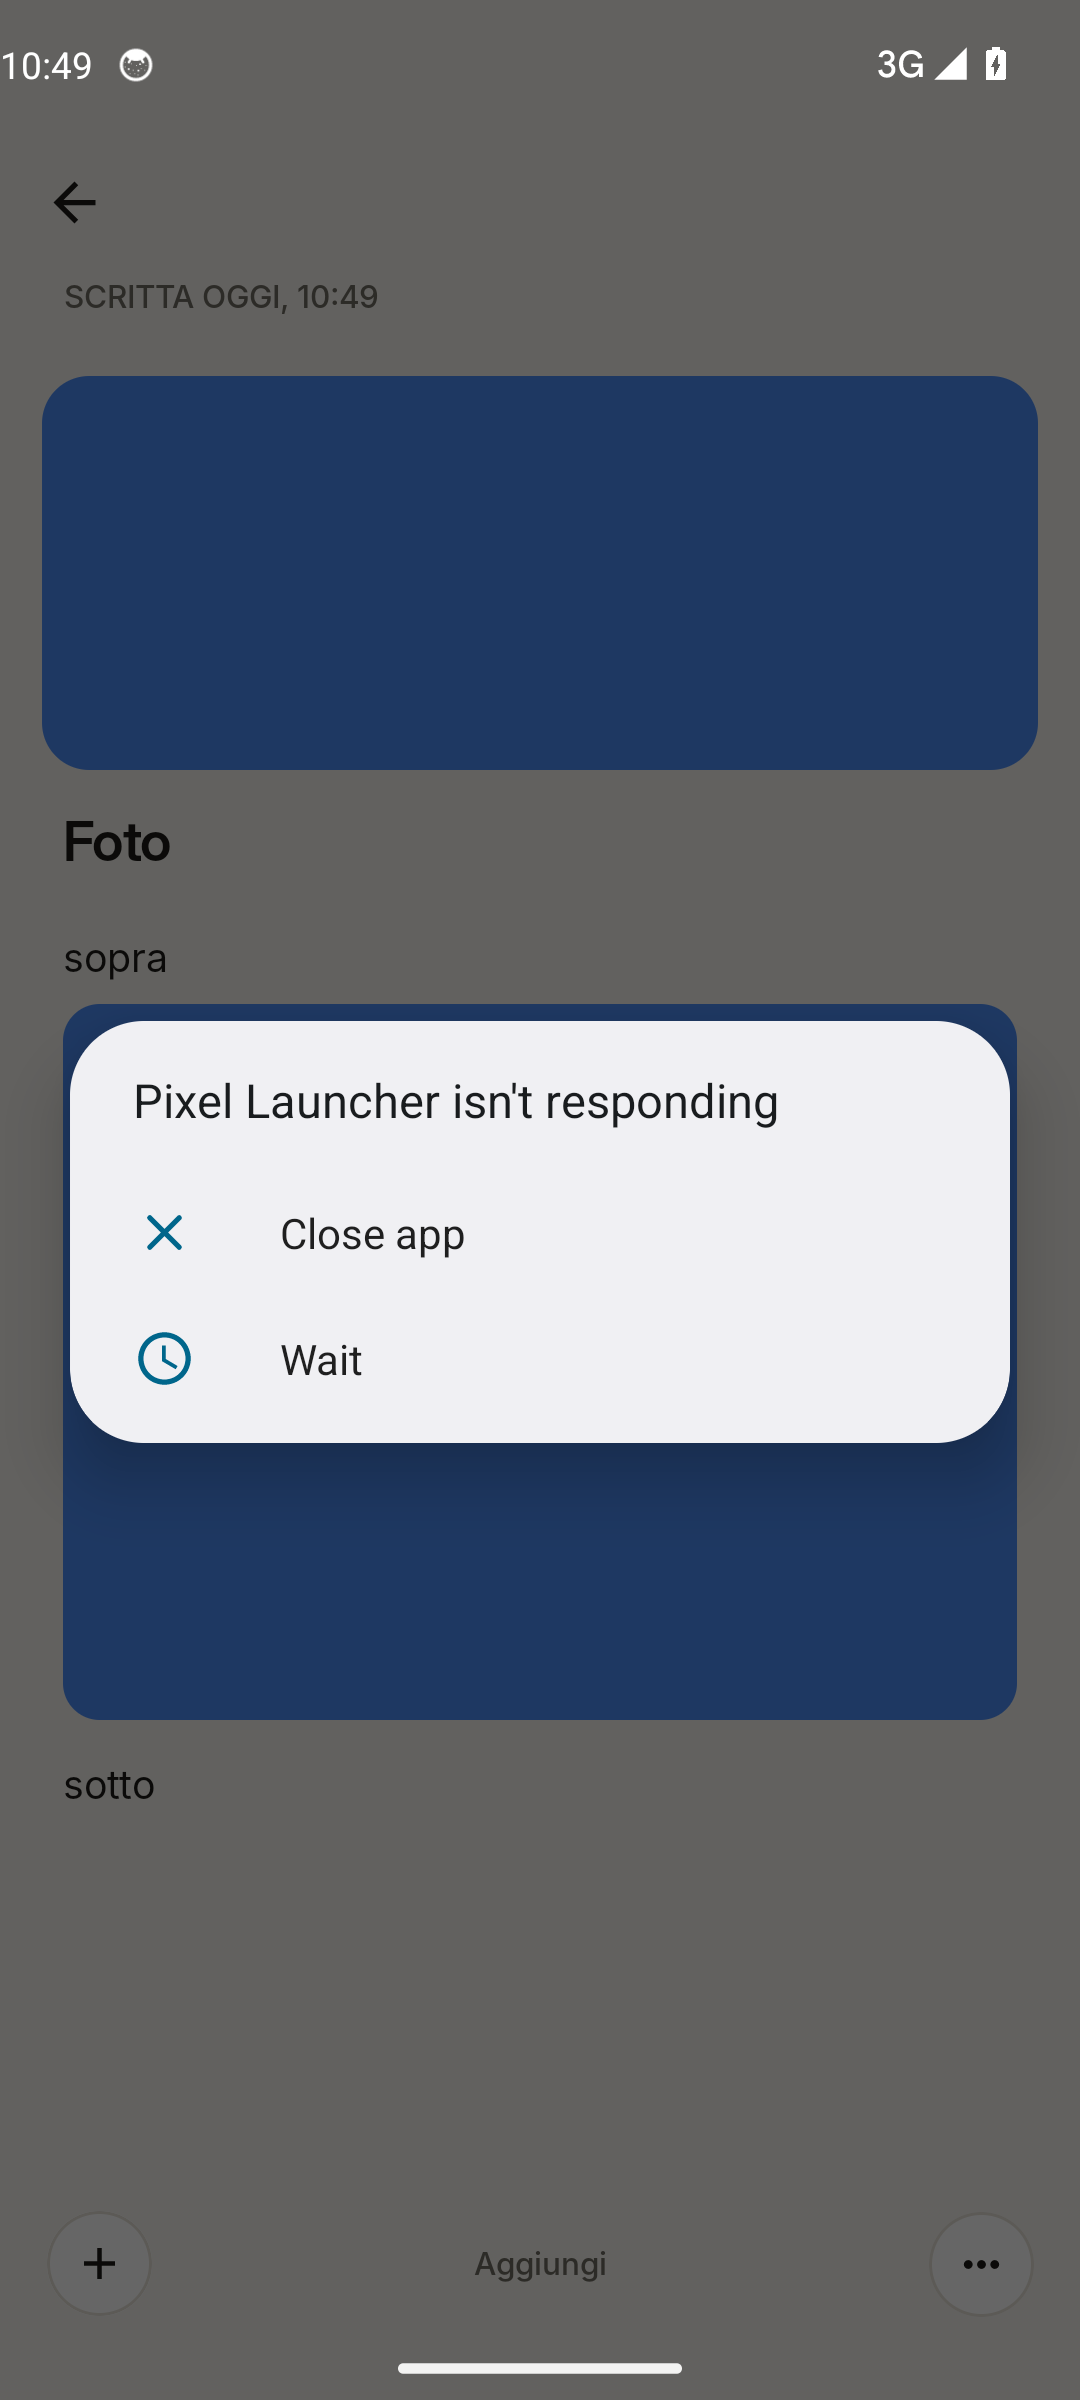 10:49
3G
SCRITTA OGGI, 10:49
Foto
sopra
Pixel Launcher isn't responding
Close app
Wait
sotto
Aggiungi